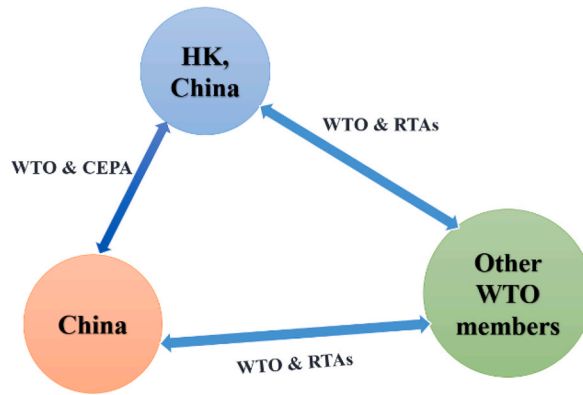 HK,
China
WTO & RTAs
WTO & CEPA
Other
WTO
members
China
WTO & RTAs